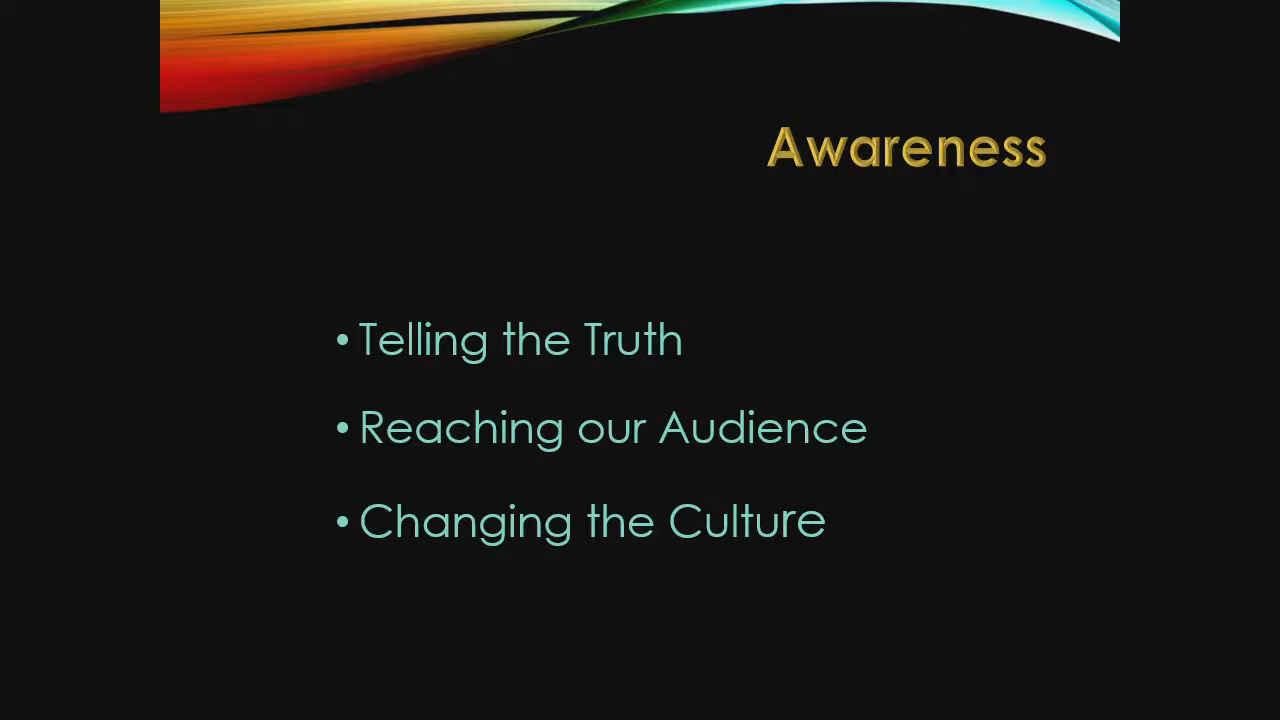 Awareness
• Telling the Truth
• Reaching our Audience
• Changing the Culture